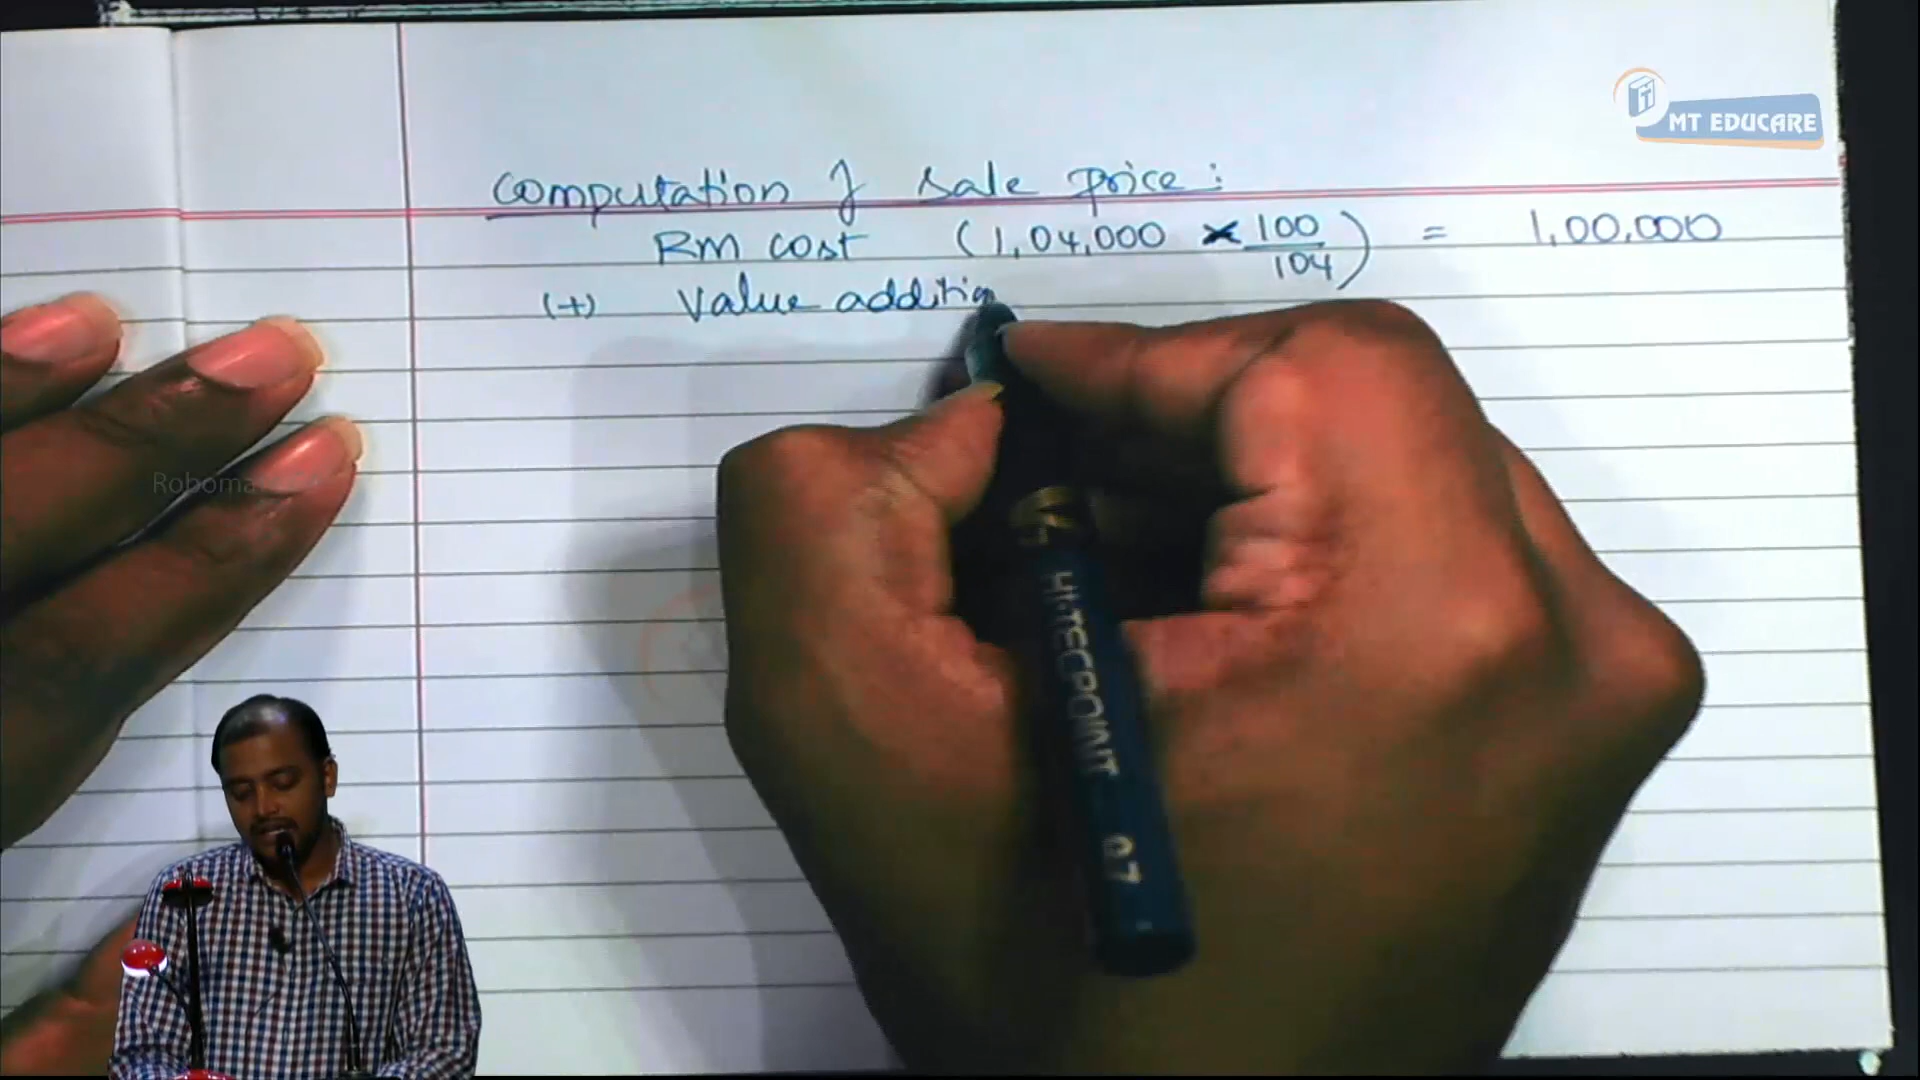 MT EDUCARE
Computation of sale price:
RM cost (1,04,000 × 100/104) = 1,00,000
(+) Value addition
HI-TECPOINT 07